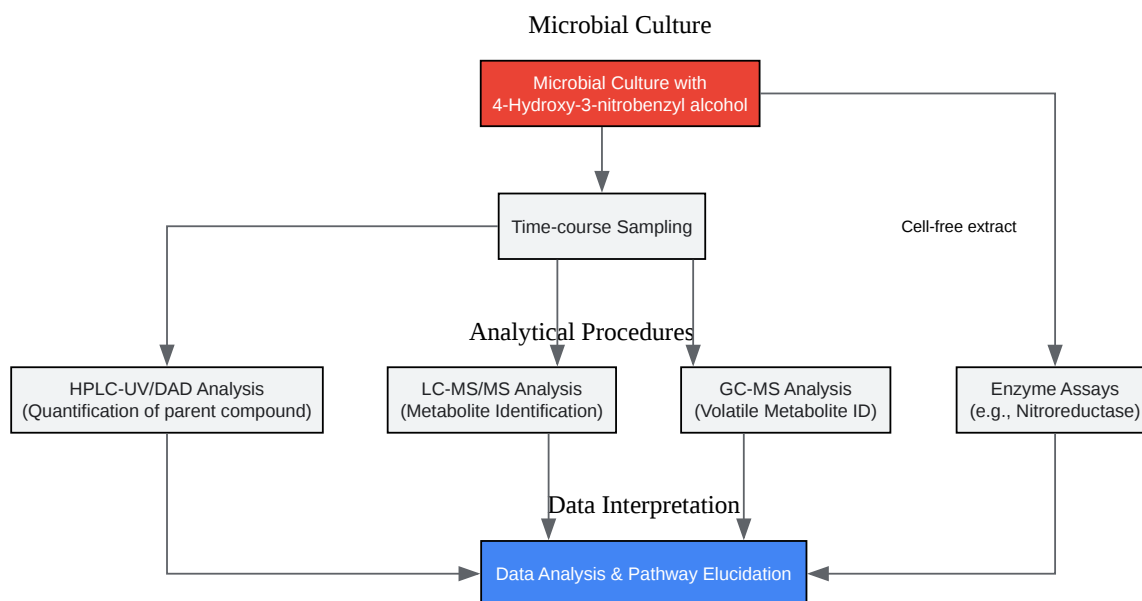 Microbial Culture
Microbial Culture with
4-Hydroxy-3-nitrobenzyl alcohol
Time-course Sampling
Cell-free extract
Analytical Procedures
HPLC-UV/DAD Analysis
(Quantification of parent compound)
LC-MS/MS Analysis
(Metabolite Identification)
GC-MS Analysis
(Volatile Metabolite ID)
Enzyme Assays
(e.g., Nitroreductase)
Data Interpretation
Data Analysis & Pathway Elucidation